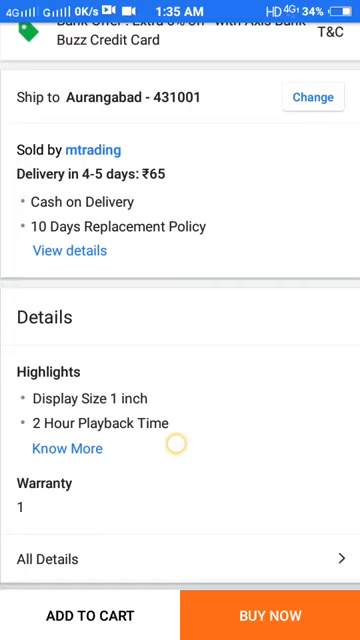 4G G 0K/s 1:35 AM HD 4G 34%
Buzz Credit Card
T&C
Ship to Aurangabad - 431001
Change
Sold by mtrading
Delivery in 4-5 days: ₹65
• Cash on Delivery
• 10 Days Replacement Policy
View details
Details
Highlights
• Display Size 1 inch
• 2 Hour Playback Time
Know More
Warranty
1
All Details
ADD TO CART
BUY NOW